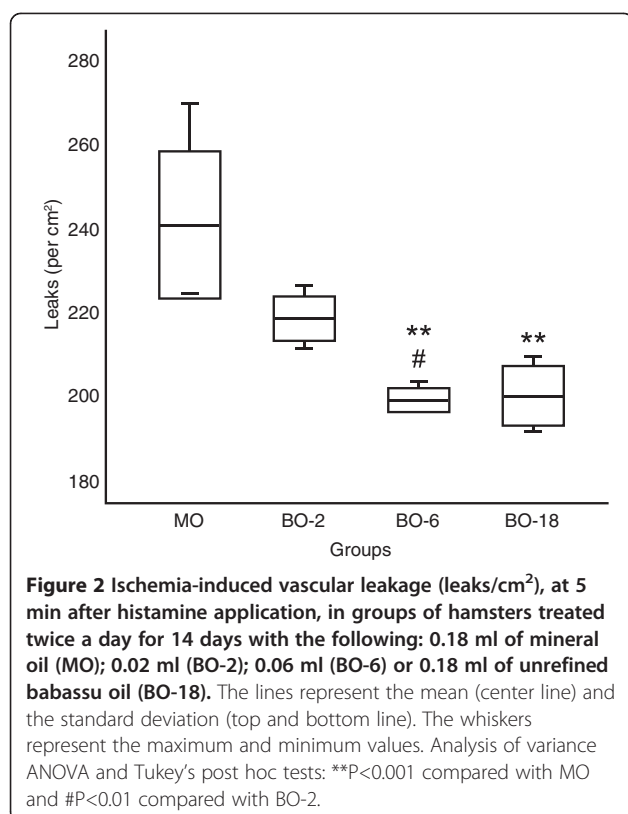 280
260
240
220
200
180
Leaks (per cm²)
**
#
**
MO BO-2 BO-6 BO-18
Groups
Figure 2 Ischemia-induced vascular leakage (leaks/cm²), at 5
min after histamine application, in groups of hamsters treated
twice a day for 14 days with the following: 0.18 ml of mineral
oil (MO); 0.02 ml (BO-2); 0.06 ml (BO-6) or 0.18 ml of unrefined
babassu oil (BO-18). The lines represent the mean (center line) and
the standard deviation (top and bottom line). The whiskers
represent the maximum and minimum values. Analysis of variance
ANOVA and Tukey's post hoc tests: **P<0.001 compared with MO
and #P<0.01 compared with BO-2.